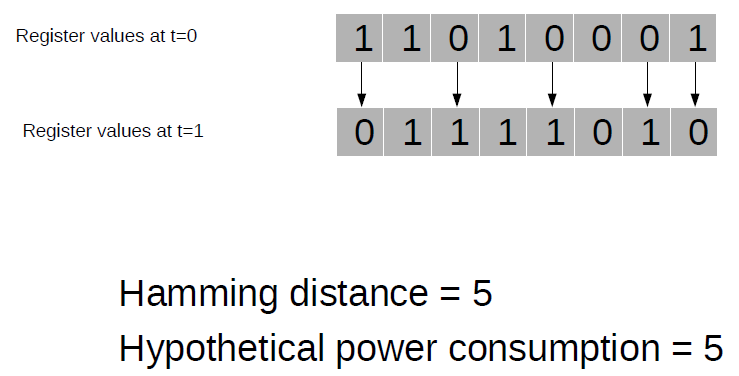 Register values at t=0 1 1 0 1 0 0 0 1
Register values at t=1 0 1 1 1 1 0 1 0
Hamming distance = 5
Hypothetical power consumption = 5